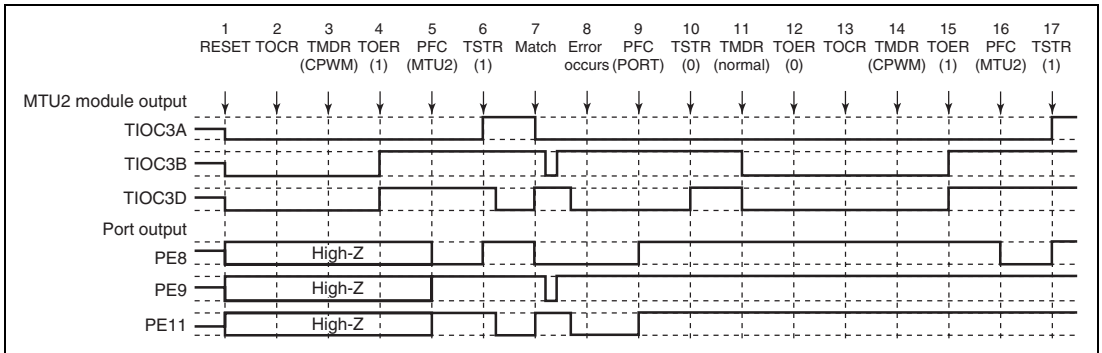 1 2 3 4 5 6 7 8 9 10 11 12 13 14 15 16 17
RESET TOCR TMDR TOER PFC TSTR Match Error PFC TSTR TMDR TOER TOCR TMDR TOER PFC TSTR
(CPWM) (1) (MTU2) (1) occurs (PORT) (0) (normal) (0) (CPWM) (1) (MTU2) (1)
MTU2 module output
TIOC3A
TIOC3B
TIOC3D
Port output
PE8 High-Z
PE9 High-Z
PE11 High-Z